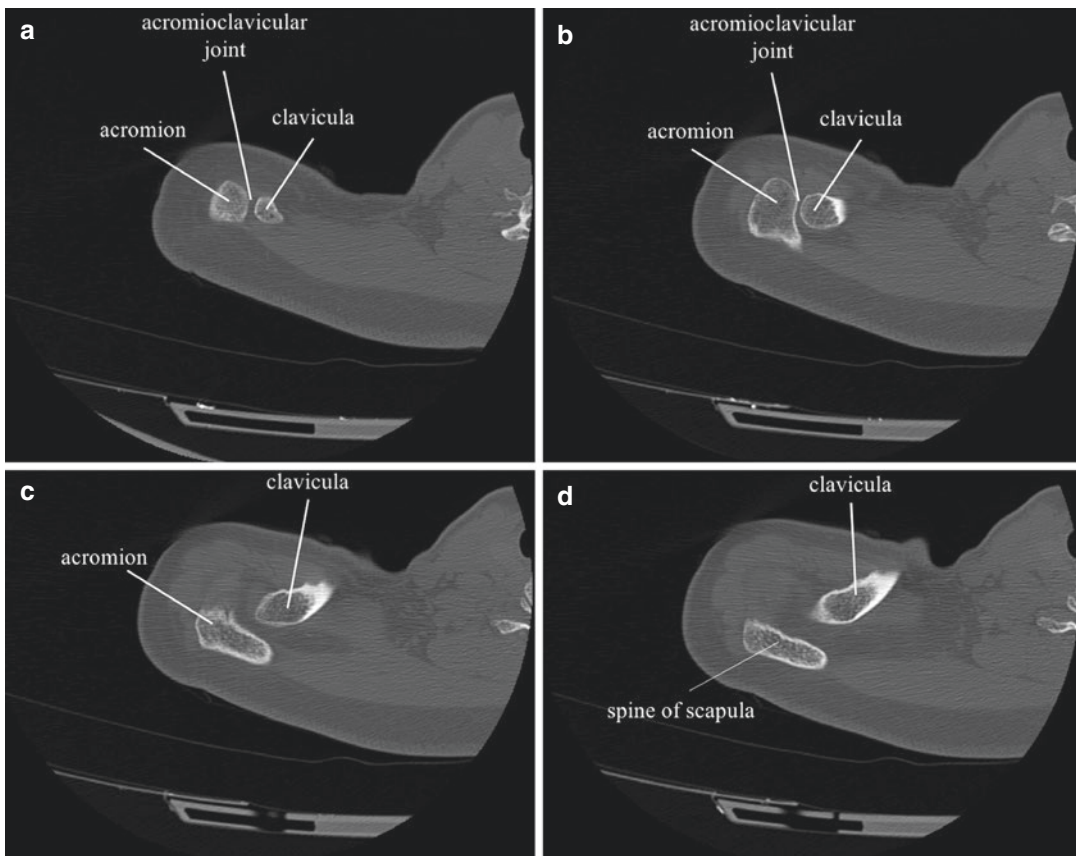 a
acromioclavicular
joint
acromion
clavicula
b
acromioclavicular
joint
acromion
clavicula
c
clavicula
acromion
d
clavicula
spine of scapula